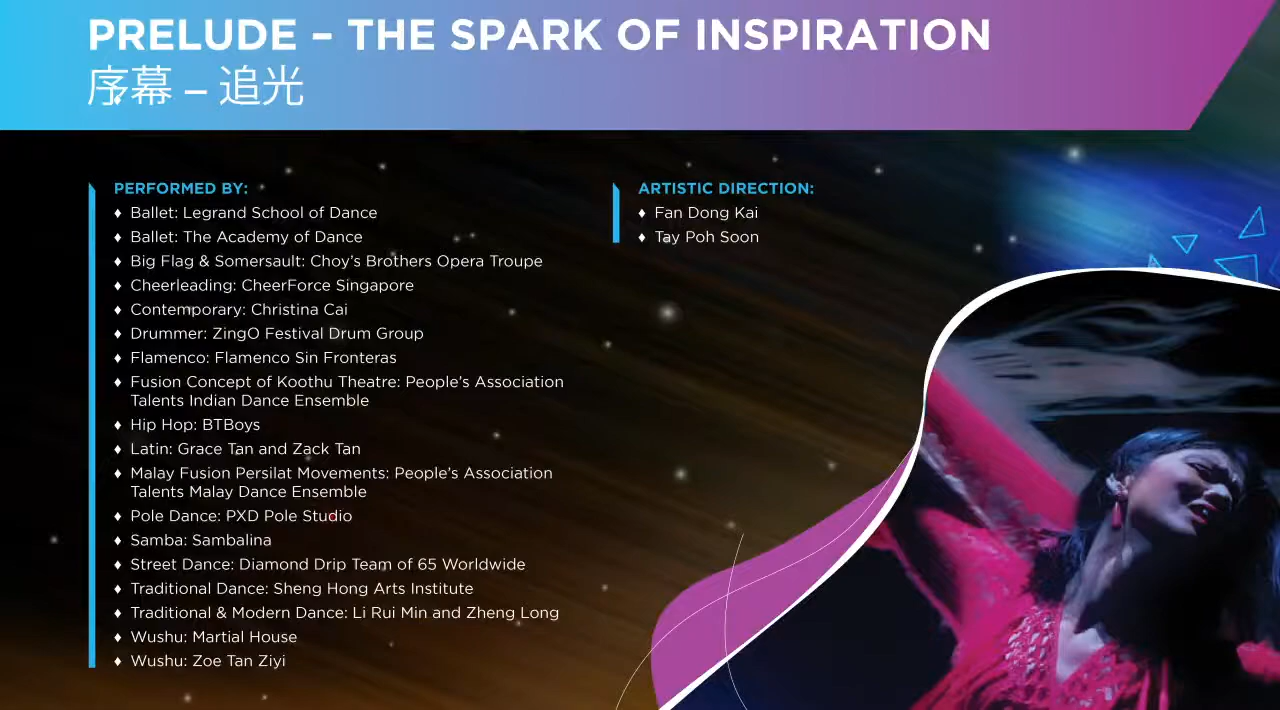 PRELUDE – THE SPARK OF INSPIRATION
序幕 – 追光
PERFORMED BY:
♦ Ballet: Legrand School of Dance
♦ Ballet: The Academy of Dance
♦ Big Flag & Somersault: Choy’s Brothers Opera Troupe
♦ Cheerleading: CheerForce Singapore
♦ Contemporary: Christina Cai
♦ Drummer: ZingO Festival Drum Group
♦ Flamenco: Flamenco Sin Fronteras
♦ Fusion Concept of Koothu Theatre: People’s Association
Talents Indian Dance Ensemble
♦ Hip Hop: BTBoys
♦ Latin: Grace Tan and Zack Tan
♦ Malay Fusion Persilat Movements: People’s Association
Talents Malay Dance Ensemble
♦ Pole Dance: PXD Pole Studio
♦ Samba: Sambalina
♦ Street Dance: Diamond Drip Team of 65 Worldwide
♦ Traditional Dance: Sheng Hong Arts Institute
♦ Traditional & Modern Dance: Li Rui Min and Zheng Long
♦ Wushu: Martial House
♦ Wushu: Zoe Tan Ziyi
ARTISTIC DIRECTION:
♦ Fan Dong Kai
♦ Tay Poh Soon